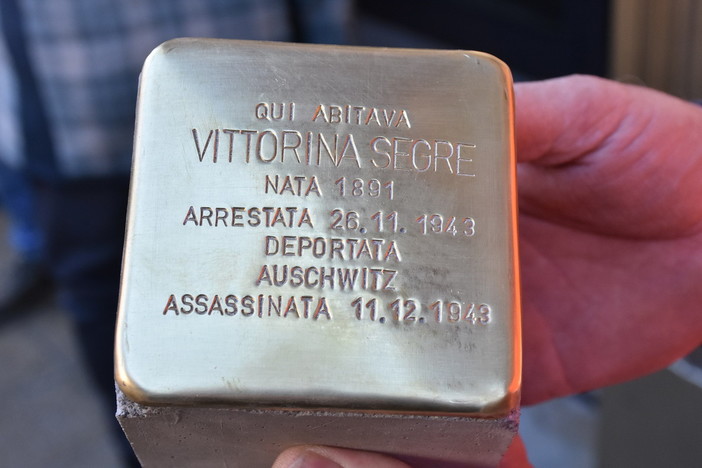 QUI ABITAVA
VITTORINA SEGRE
NATA 1891
ARRESTATA 26.11.1943
DEPORTATA
AUSCHWITZ
ASSASSINATA 11.12.1943